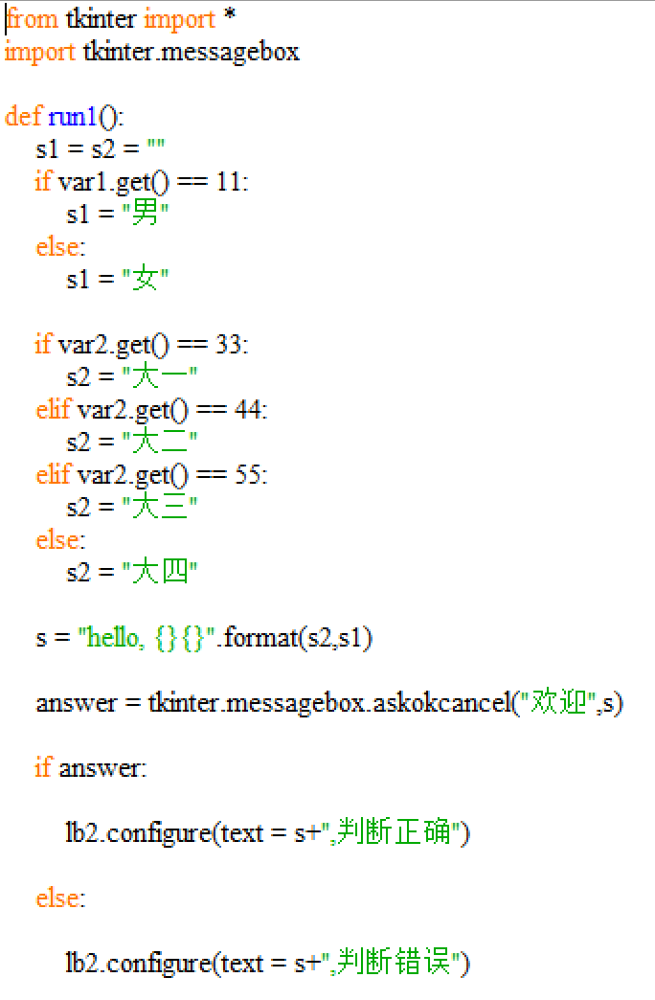 from tkinter import *
import tkinter.messagebox
def run1():
    s1 = s2 = ""
    if var1.get() == 11:
        s1 = "男"
    else:
        s1 = "女"
    if var2.get() == 33:
        s2 = "大一"
    elif var2.get() == 44:
        s2 = "大二"
    elif var2.get() == 55:
        s2 = "大三"
    else:
        s2 = "大四"
    s = "hello, {}{}".format(s2,s1)
    answer = tkinter.messagebox.askokcancel("欢迎",s)
    if answer:
        lb2.configure(text = s+",判断正确")
    else:
        lb2.configure(text = s+",判断错误")